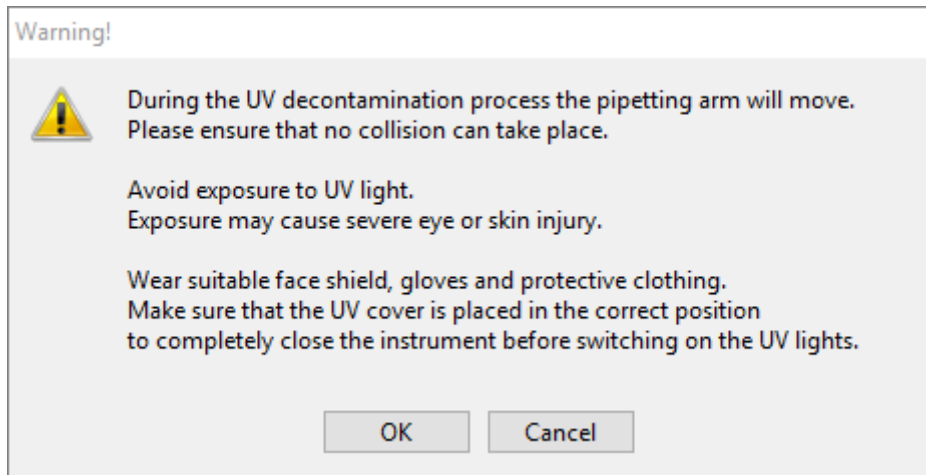 Warning!
During the UV decontamination process the pipetting arm will move.
Please ensure that no collision can take place.
Avoid exposure to UV light.
Exposure may cause severe eye or skin injury.
Wear suitable face shield, gloves and protective clothing.
Make sure that the UV cover is placed in the correct position
to completely close the instrument before switching on the UV lights.
OK
Cancel